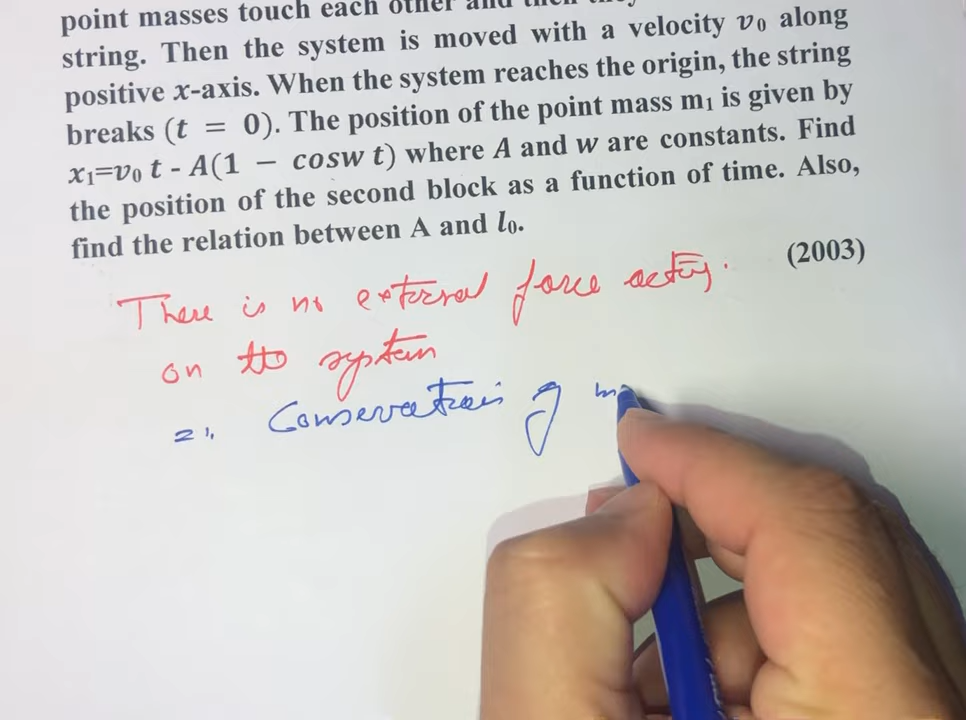 point masses touch each other and then
string. Then the system is moved with a velocity v₀ along
positive x-axis. When the system reaches the origin, the string
breaks (t = 0). The position of the point mass m₁ is given by
x₁=v₀ t - A(1 − cosw t) where A and w are constants. Find
the position of the second block as a function of time. Also,
find the relation between A and l₀.
(2003)
There is no external force acting.
on the system
Conservation of